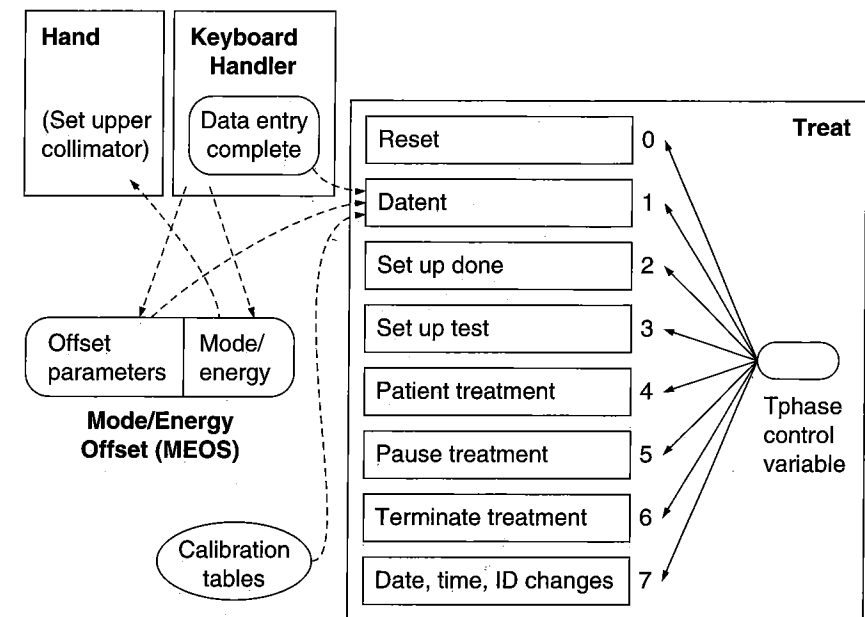 Hand
(Set upper
collimator)
Keyboard
Handler
Data entry
complete
Treat
Reset 0
Datent 1
Set up done 2
Set up test 3
Patient treatment 4
Pause treatment 5
Terminate treatment 6
Date, time, ID changes 7
Tphase
control
variable
Offset
parameters
Mode/
energy
Mode/Energy
Offset (MEOS)
Calibration
tables